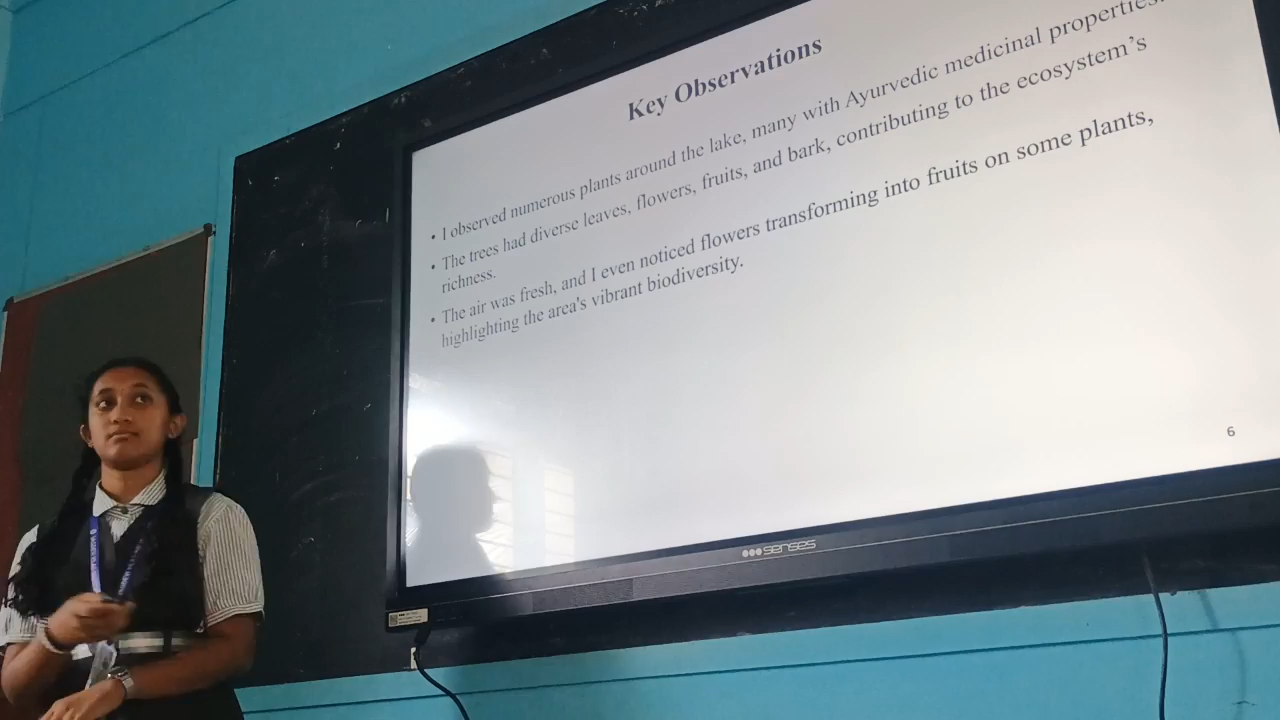 Key Observations
• I observed numerous plants around the lake, many with Ayurvedic medicinal properties.
• The trees had diverse leaves, flowers, fruits, and bark, contributing to the ecosystem’s
richness.
• The air was fresh, and I even noticed flowers transforming into fruits on some plants,
highlighting the area's vibrant biodiversity.
6
senses